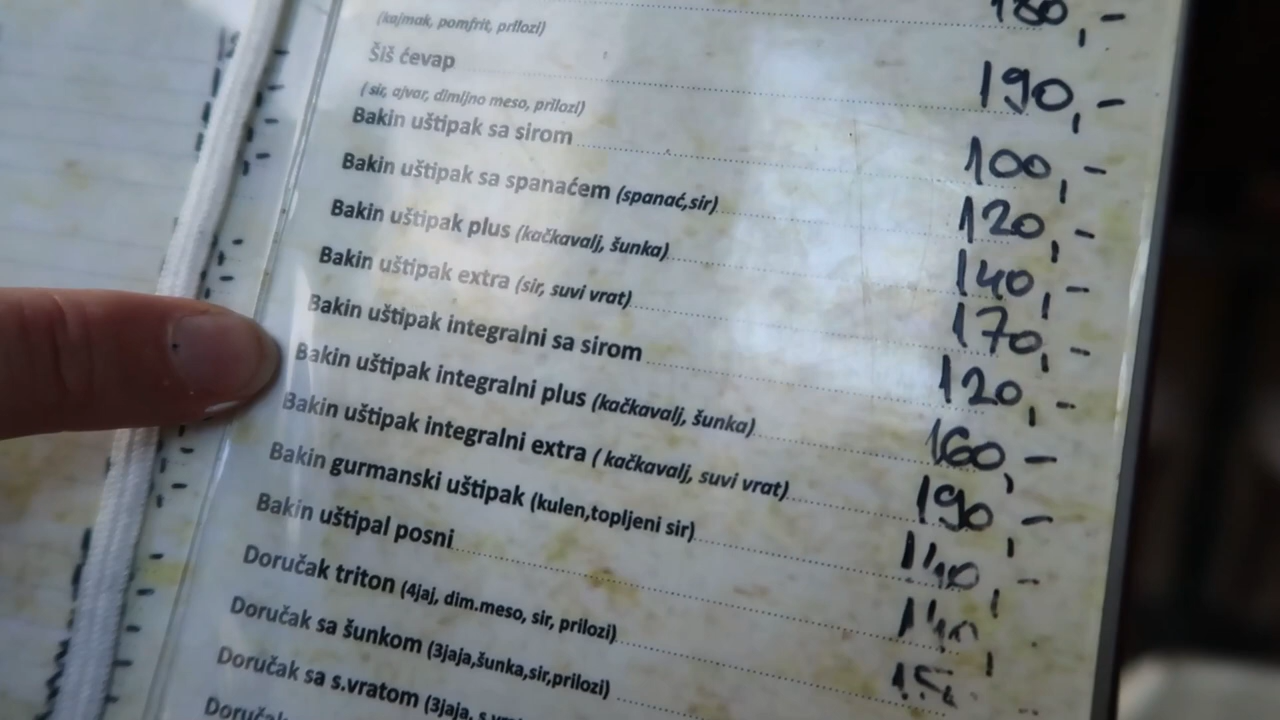 (kajmak, pomfrit, prilozi) 180,-
Šiš ćevap 190,-
( sir, ajvar, dimljno meso, prilozi)
Bakin uštipak sa sirom 100,-
Bakin uštipak sa spanaćem (spanać,sir) 120,-
Bakin uštipak plus (kačkavalj, šunka) 140,-
Bakin uštipak extra (sir, suvi vrat) 170,-
Bakin uštipak integralni sa sirom 120,-
Bakin uštipak integralni plus (kačkavalj, šunka) 160,-
Bakin uštipak integralni extra ( kačkavalj, suvi vrat) 190,-
Bakin gurmanski uštipak (kulen,topljeni sir) 140,-
Bakin uštipal posni 140,
Doručak triton (4jaj, dim.meso, sir, prilozi)
Doručak sa šunkom (3jaja,šunka,sir,prilozi)
Doručak sa s.vratom (3jaja,